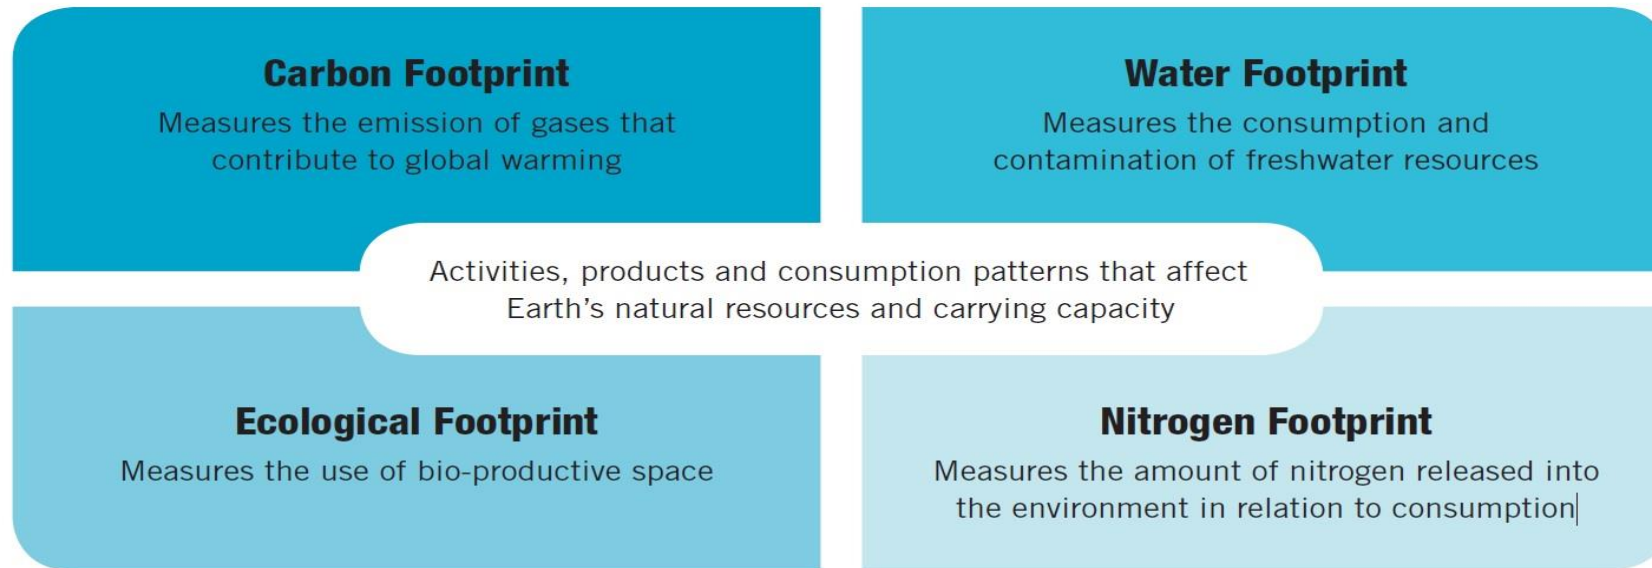 Carbon Footprint
Measures the emission of gases that
contribute to global warming
Water Footprint
Measures the consumption and
contamination of freshwater resources
Activities, products and consumption patterns that affect
Earth’s natural resources and carrying capacity
Ecological Footprint
Measures the use of bio-productive space
Nitrogen Footprint
Measures the amount of nitrogen released into
the environment in relation to consumption